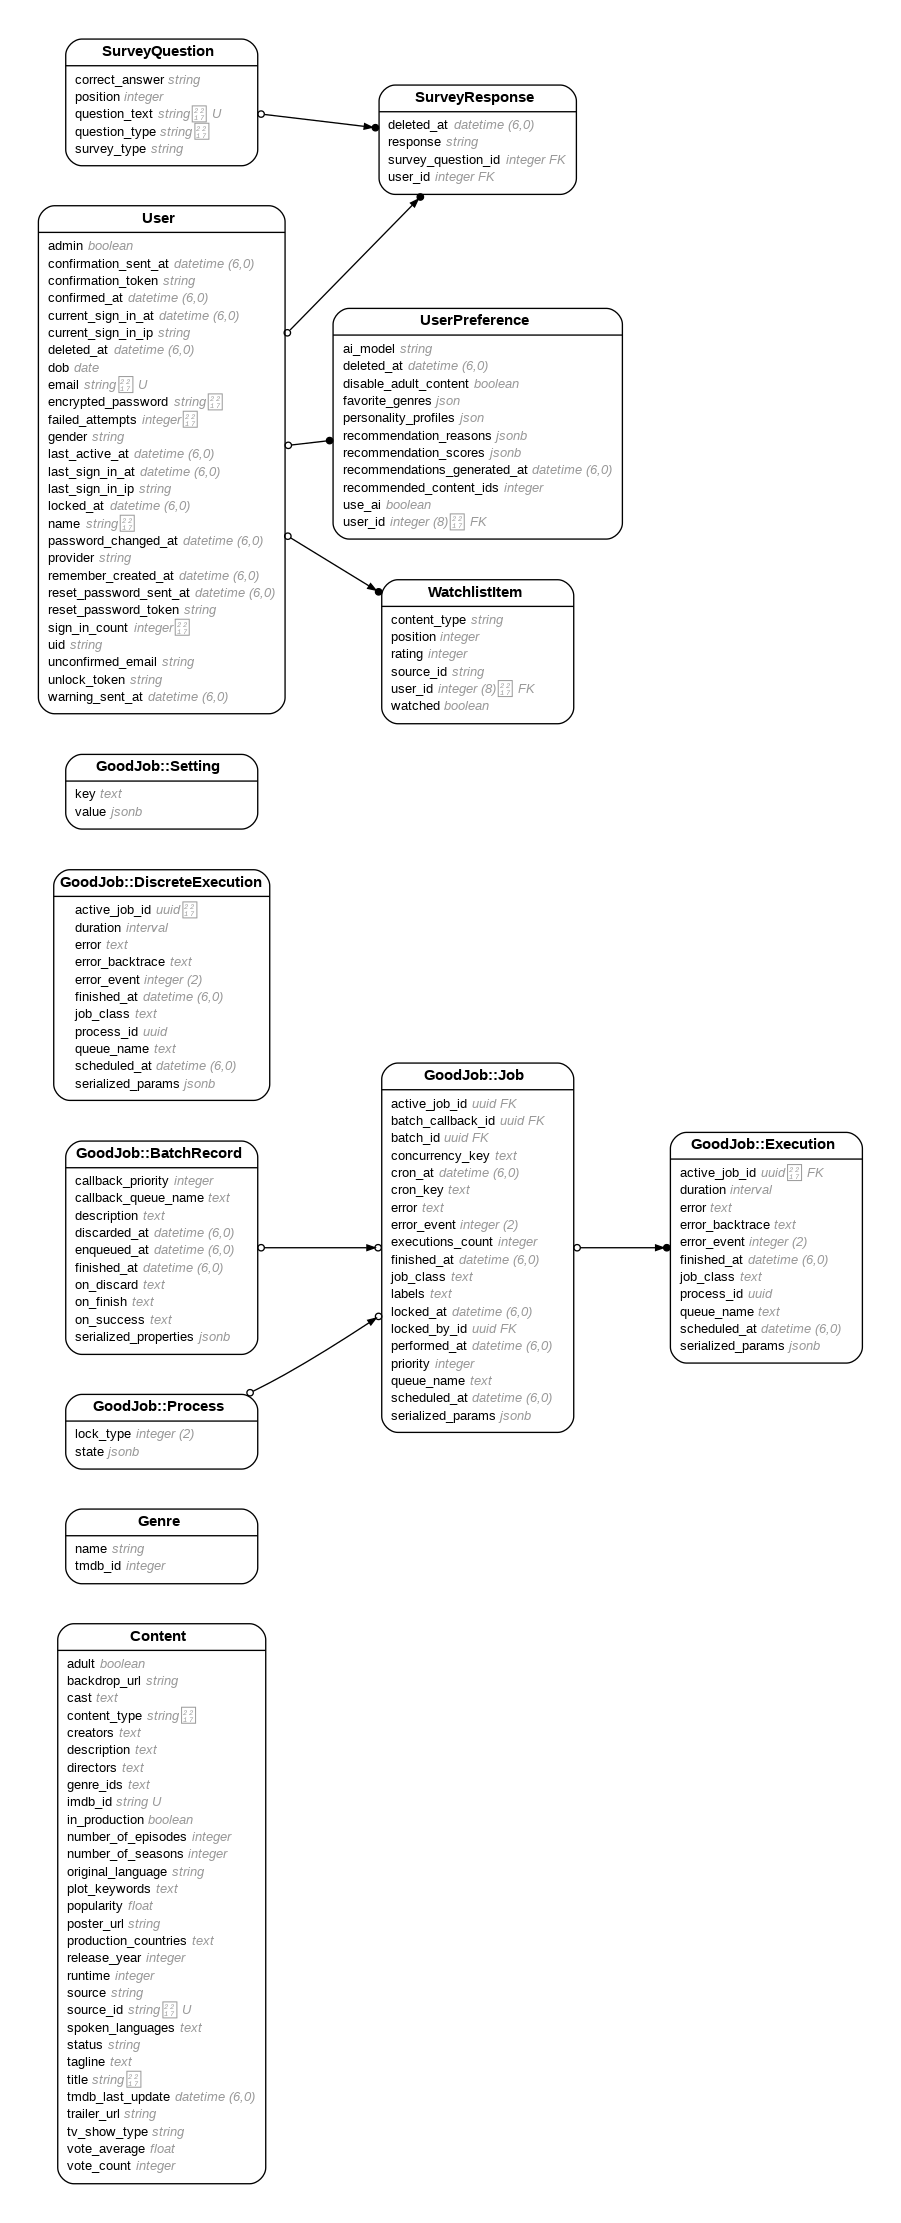 SurveyQuestion
correct_answer string
position integer
question_text string∗ U
question_type string∗
survey_type string
SurveyResponse
deleted_at datetime (6,0)
response string
survey_question_id integer FK
user_id integer FK
User
admin boolean
confirmation_sent_at datetime (6,0)
confirmation_token string
confirmed_at datetime (6,0)
current_sign_in_at datetime (6,0)
current_sign_in_ip string
deleted_at datetime (6,0)
dob date
email string∗ U
encrypted_password string∗
failed_attempts integer∗
gender string
last_active_at datetime (6,0)
last_sign_in_at datetime (6,0)
last_sign_in_ip string
locked_at datetime (6,0)
name string∗
password_changed_at datetime (6,0)
provider string
remember_created_at datetime (6,0)
reset_password_sent_at datetime (6,0)
reset_password_token string
sign_in_count integer∗
uid string
unconfirmed_email string
unlock_token string
warning_sent_at datetime (6,0)
UserPreference
ai_model string
deleted_at datetime (6,0)
disable_adult_content boolean
favorite_genres json
personality_profiles json
recommendation_reasons jsonb
recommendation_scores jsonb
recommendations_generated_at datetime (6,0)
recommended_content_ids integer
use_ai boolean
user_id integer (8)∗ FK
WatchlistItem
content_type string
position integer
rating integer
source_id string
user_id integer (8)∗ FK
watched boolean
GoodJob::Setting
key text
value jsonb
GoodJob::DiscreteExecution
active_job_id uuid∗
duration interval
error text
error_backtrace text
error_event integer (2)
finished_at datetime (6,0)
job_class text
process_id uuid
queue_name text
scheduled_at datetime (6,0)
serialized_params jsonb
GoodJob::BatchRecord
callback_priority integer
callback_queue_name text
description text
discarded_at datetime (6,0)
enqueued_at datetime (6,0)
finished_at datetime (6,0)
on_discard text
on_finish text
on_success text
serialized_properties jsonb
GoodJob::Job
active_job_id uuid FK
batch_callback_id uuid FK
batch_id uuid FK
concurrency_key text
cron_at datetime (6,0)
cron_key text
error text
error_event integer (2)
executions_count integer
finished_at datetime (6,0)
job_class text
labels text
locked_at datetime (6,0)
locked_by_id uuid FK
performed_at datetime (6,0)
priority integer
queue_name text
scheduled_at datetime (6,0)
serialized_params jsonb
GoodJob::Execution
active_job_id uuid∗ FK
duration interval
error text
error_backtrace text
error_event integer (2)
finished_at datetime (6,0)
job_class text
process_id uuid
queue_name text
scheduled_at datetime (6,0)
serialized_params jsonb
GoodJob::Process
lock_type integer (2)
state jsonb
Genre
name string
tmdb_id integer
Content
adult boolean
backdrop_url string
cast text
content_type string∗
creators text
description text
directors text
genre_ids text
imdb_id string U
in_production boolean
number_of_episodes integer
number_of_seasons integer
original_language string
plot_keywords text
popularity float
poster_url string
production_countries text
release_year integer
runtime integer
source string
source_id string∗ U
spoken_languages text
status string
tagline text
title string∗
tmdb_last_update datetime (6,0)
trailer_url string
tv_show_type string
vote_average float
vote_count integer